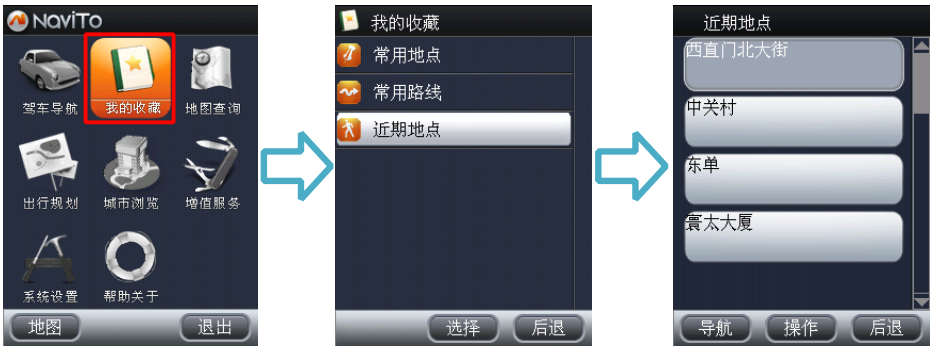 NaviTo
驾车导航 我的收藏 地图查询
出行规划 城市浏览 增值服务
系统设置 帮助关于
地图 退出
我的收藏
常用地点
常用路线
近期地点
选择 后退
近期地点
西直门北大街
中关村
东单
寰太大厦
导航 操作 后退